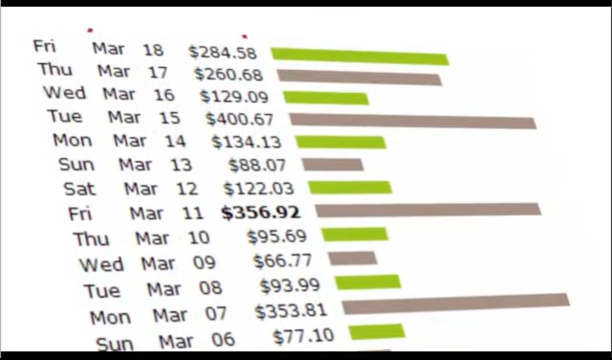 Fri Mar 18 $284.58
Thu Mar 17 $260.68
Wed Mar 16 $129.09
Tue Mar 15 $400.67
Mon Mar 14 $134.13
Sun Mar 13 $88.07
Sat Mar 12 $122.03
Fri Mar 11 $356.92
Thu Mar 10 $95.69
Wed Mar 09 $66.77
Tue Mar 08 $93.99
Mon Mar 07 $353.81
Sun Mar 06 $77.10